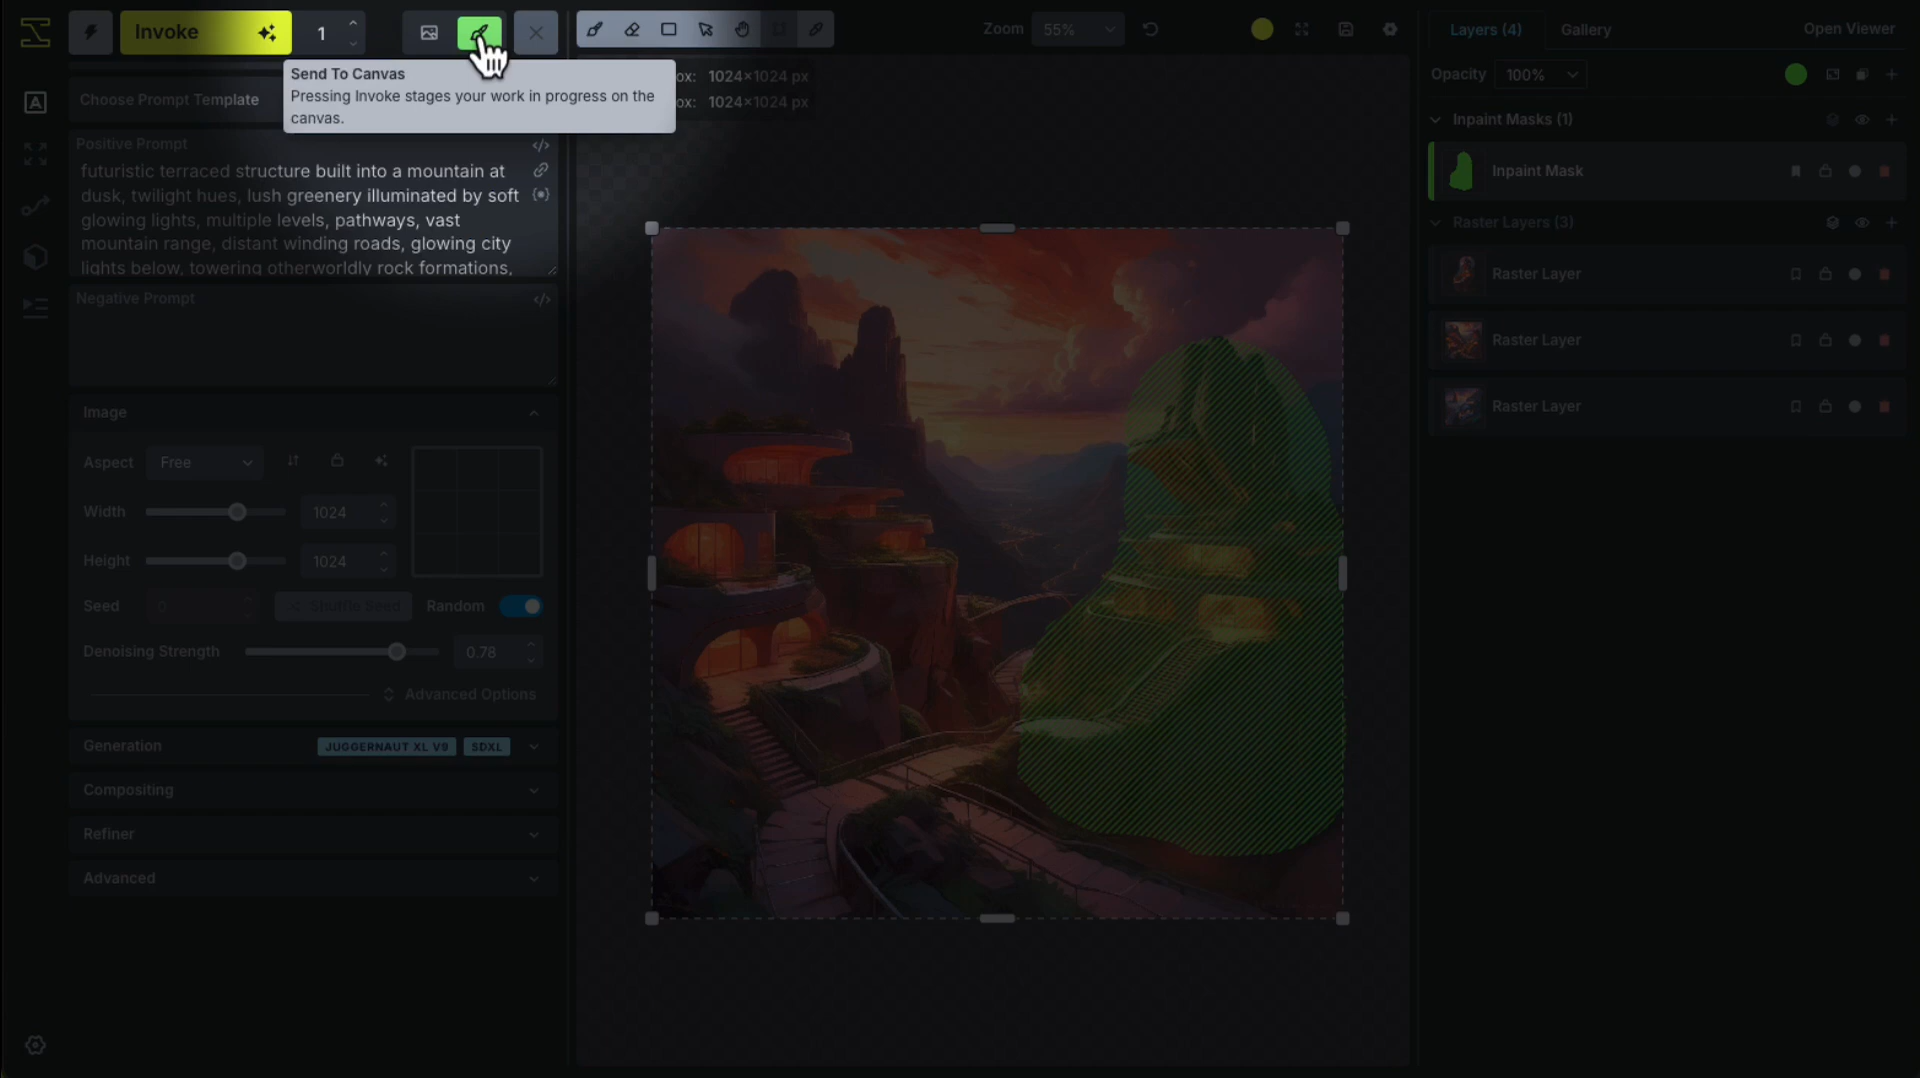 Invoke
1
Zoom
55%
Layers (4)
Gallery
Open Viewer
Send To Canvas
Pressing Invoke stages your work in progress on the
canvas.
ox: 1024×1024 px
ox: 1024×1024 px
Opacity
100%
Choose Prompt Template
Inpaint Masks (1)
Positive Prompt
futuristic terraced structure built into a mountain at
dusk, twilight hues, lush greenery illuminated by soft
glowing lights, multiple levels, pathways, vast
mountain range, distant winding roads, glowing city
lights below, towering otherworldly rock formations,
Inpaint Mask
Raster Layers (3)
Raster Layer
Raster Layer
Raster Layer
Negative Prompt
Image
Aspect
Free
Width
1024
Height
1024
Seed
0
Shuffle Seed
Random
Denoising Strength
0.78
Advanced Options
Generation
JUGGERNAUT XL V9
SDXL
Compositing
Refiner
Advanced